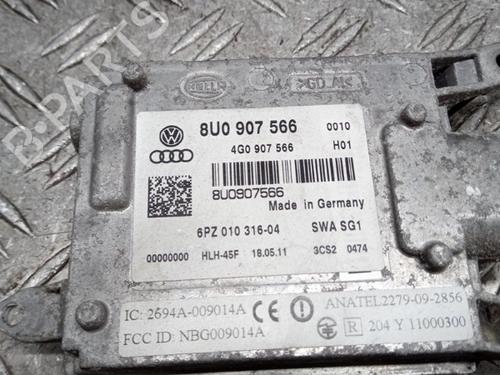 B-PARTS
HELLA
>GD Al<
8U0 907 566 0010
4G0 907 566 H01
8U0907566
Made in Germany
6PZ 010 316-04 SWA SG1
00000000 HLH-45F 18.05.11 3CS2 0474
IC: 2694A-009014A CE ANATEL2279-09-2856
FCC ID: NBG009014A R 204 Y 11000300